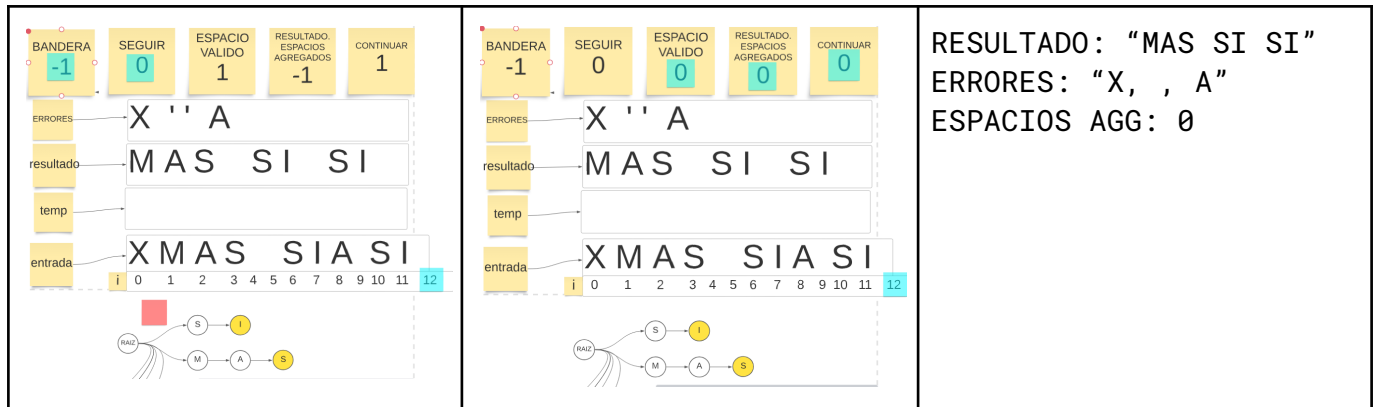 BANDERA
-1
SEGUIR
0
ESPACIO
VALIDO
1
RESULTADO.
ESPACIOS
AGREGADOS
-1
CONTINUAR
1
ERRORES
X ' ' A
resultado
MAS SI SI
temp
entrada
XMAS SIA SI
i 0 1 2 3 4 5 6 7 8 9 10 11 12
RAIZ
S I
M A S
BANDERA
-1
SEGUIR
0
ESPACIO
VALIDO
0
RESULTADO.
ESPACIOS
AGREGADOS
0
CONTINUAR
0
ERRORES
X ' ' A
resultado
MAS SI SI
temp
entrada
XMAS SIA SI
i 0 1 2 3 4 5 6 7 8 9 10 11 12
RAIZ
S I
M A S
RESULTADO: “MAS SI SI”
ERRORES: “X, , A”
ESPACIOS AGG: 0